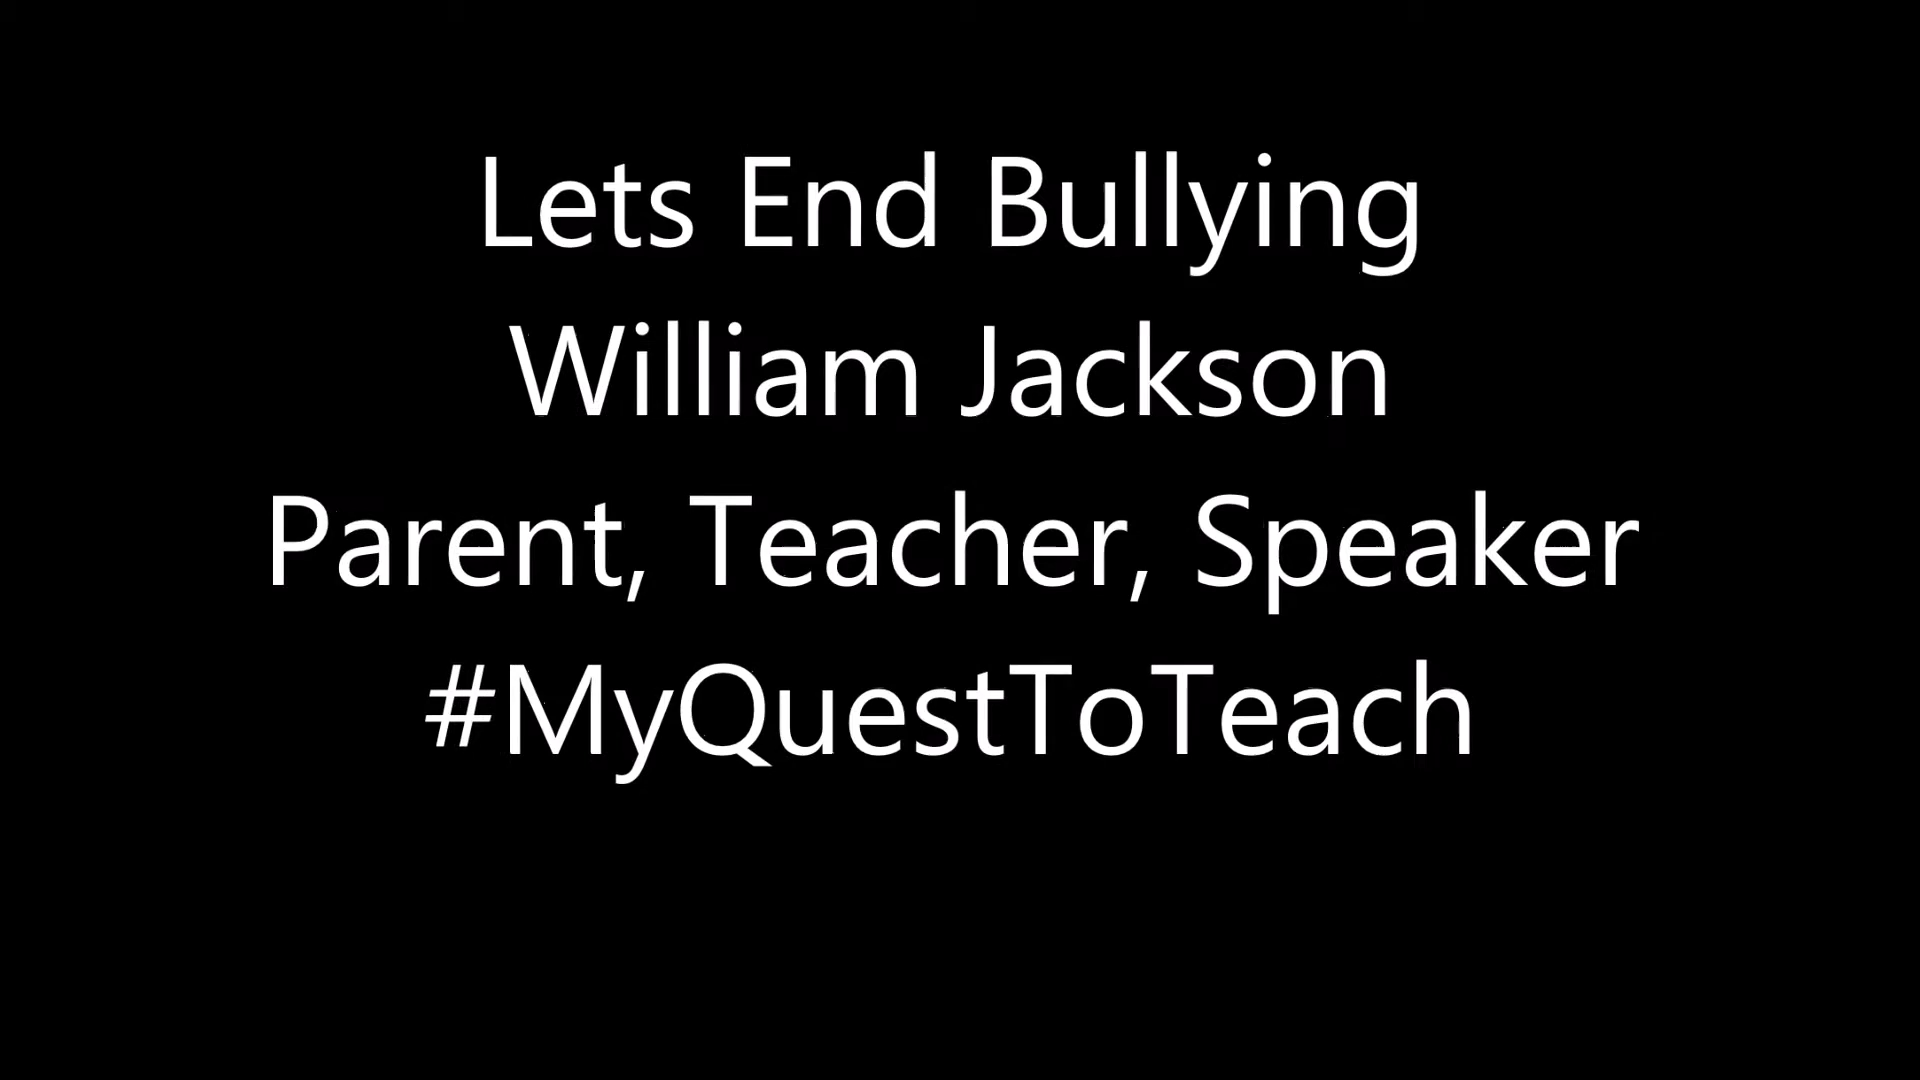 Lets End Bullying
William Jackson
Parent, Teacher, Speaker
#MyQuestToTeach